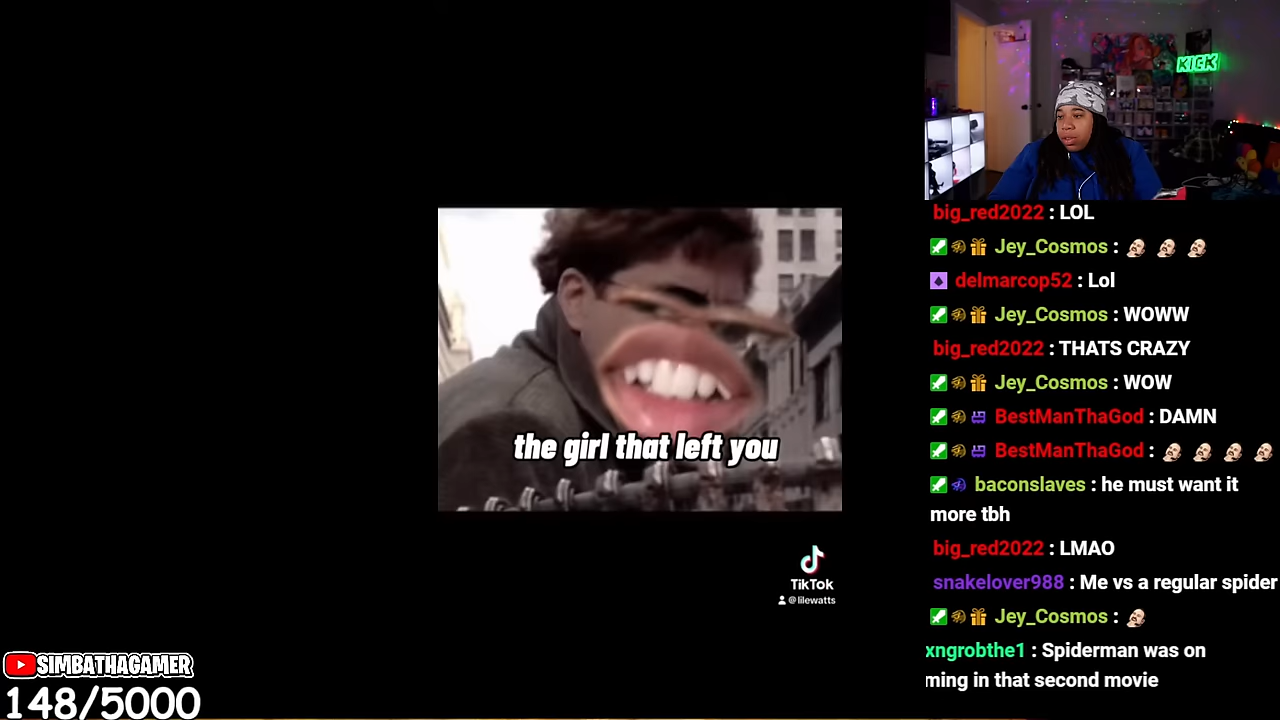 KICK
big_red2022 : LOL
Jey_Cosmos :
delmarcop52 : Lol
Jey_Cosmos : WOWW
big_red2022 : THATS CRAZY
Jey_Cosmos : WOW
BestManThaGod : DAMN
BestManThaGod :
baconslaves : he must want it
more tbh
big_red2022 : LMAO
snakelover988 : Me vs a regular spider
Jey_Cosmos :
xngrobthe1 : Spiderman was on
ming in that second movie
the girl that left you
TikTok
@lilewatts
SIMBATHAGAMER
148/5000